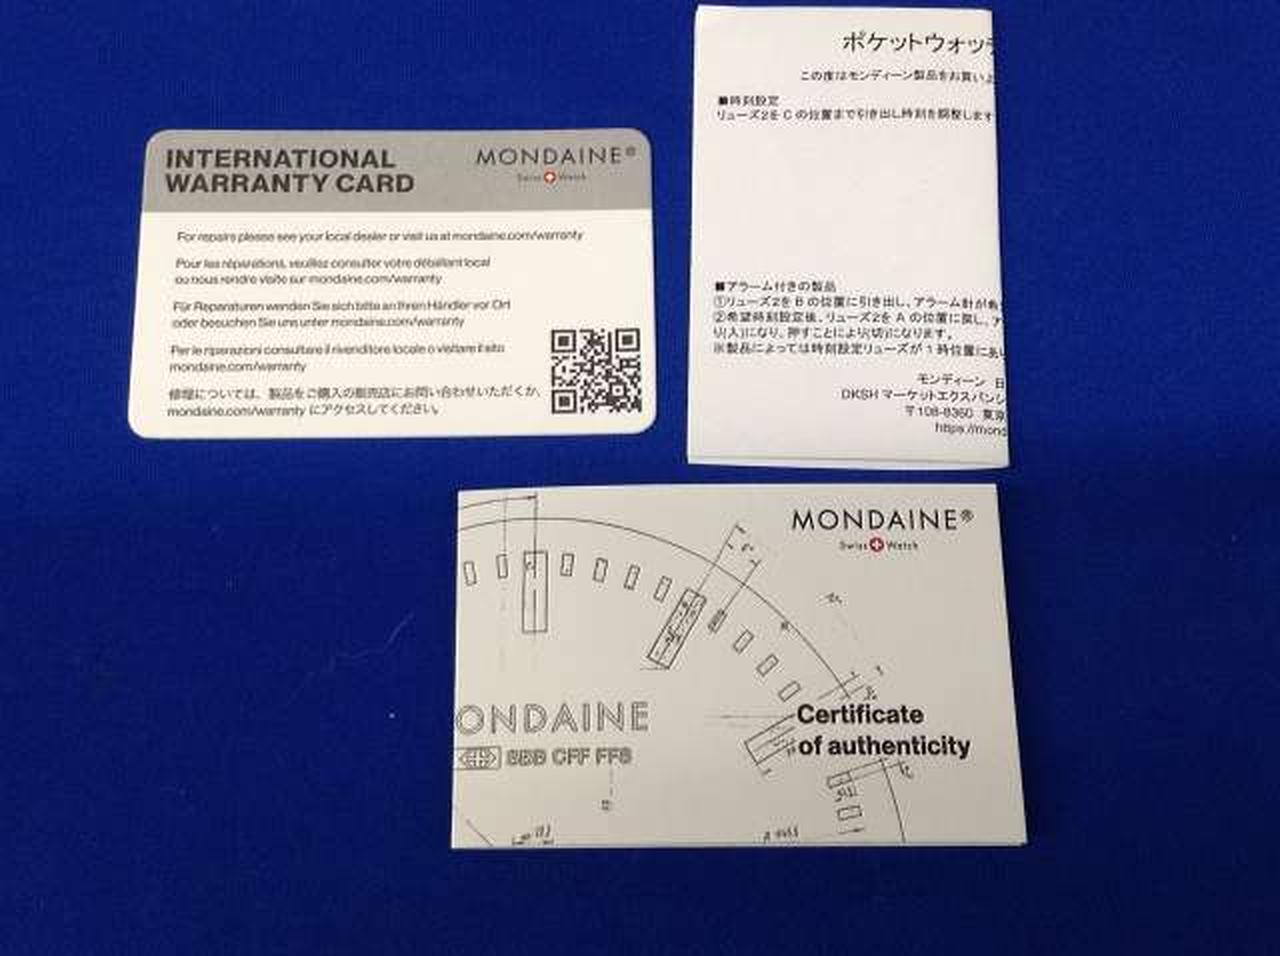 INTERNATIONAL
WARRANTY CARD
MONDAINE®
Swiss Watch
For repairs please see your local dealer or visit us at mondaine.com/warranty
Pour les réparations, veuillez consulter votre détaillant local
ou nous rendre visite sur mondaine.com/warranty
Für Reparaturen wenden Sie sich bitte an Ihren Händler vor Ort
oder besuchen Sie uns unter mondaine.com/warranty
Per le riparazioni consultare il rivenditore locale o visitare il sito
mondaine.com/warranty
修理については、製品をご購入の販売店にお問い合わせいただくか、
mondaine.com/warranty にアクセスしてください。
ポケットウォッ
この度はモンディーン製品をお買い上
■時刻設定
リューズ2を C の位置まで引き出し時刻を調整します
■アラーム付きの製品
①リューズ2を B の位置に引き出し、アラーム針が希
②希望時刻設定後、リューズ2を A の位置に戻し、ア
り(入)になり、押すことにより(切)になります。
※製品によっては時刻設定リューズが 1 時位置にあ
モンディーン 日
DKSH マーケットエクスパンシ
〒108-8360 東京
https://mond
MONDAINE®
Swiss Watch
ONDAINE
SBB CFF FFS
Certificate
of authenticity